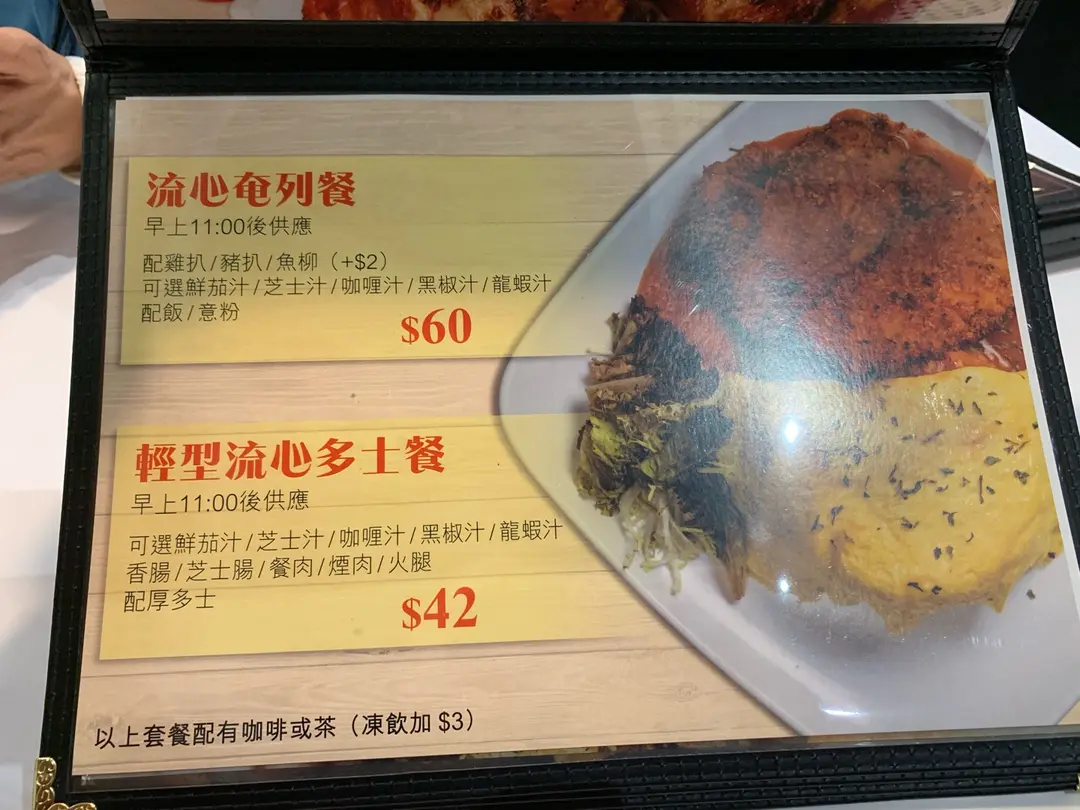 流心奄列餐
早上11:00後供應
配雞扒/豬扒/魚柳（+$2）
可選鮮茄汁/芝士汁/咖喱汁/黑椒汁/龍蝦汁
配飯/意粉
$60
輕型流心多士餐
早上11:00後供應
可選鮮茄汁/芝士汁/咖喱汁/黑椒汁/龍蝦汁
香腸/芝士腸/餐肉/煙肉/火腿
配厚多士
$42
以上套餐配有咖啡或茶（凍飲加 $3）